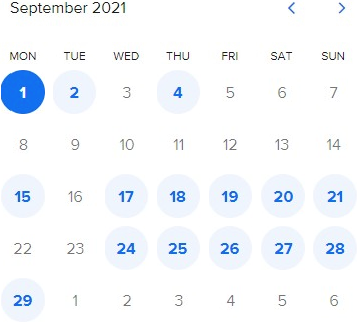 September 2021
MON TUE WED THU FRI SAT SUN
1 2 3 4 5 6 7
8 9 10 11 12 13 14
15 16 17 18 19 20 21
22 23 24 25 26 27 28
29 1 2 3 4 5 6